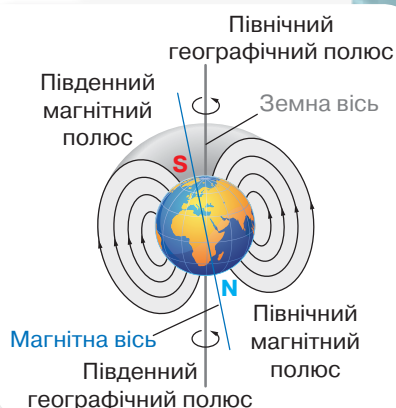 Північний
географічний полюс
Південний
магнітний
полюс
Земна вісь
S
N
Північний
магнітний
полюс
Магнітна вісь
Південний
географічний полюс